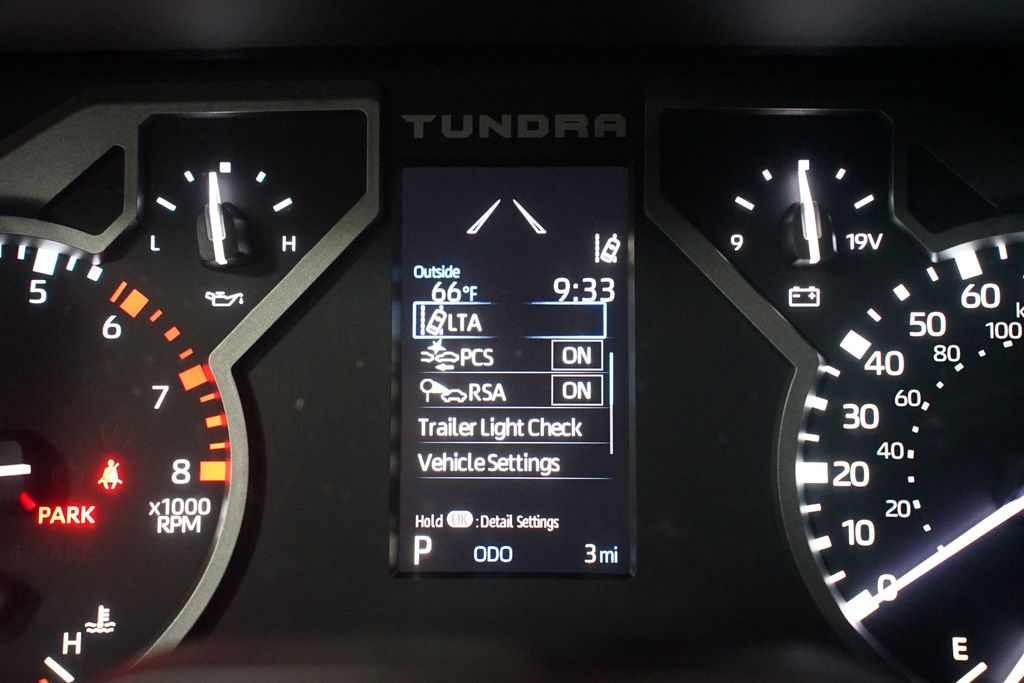 TUNDRA
L
H
9
19V
Outside
66°F
9:33
LTA
PCS
ON
RSA
ON
Trailer Light Check
Vehicle Settings
Hold OK : Detail Settings
P
ODO
3 mi
5
6
7
8
x1000
RPM
PARK
H
60
50
40
30
20
10
0
100
80
60
40
20
E